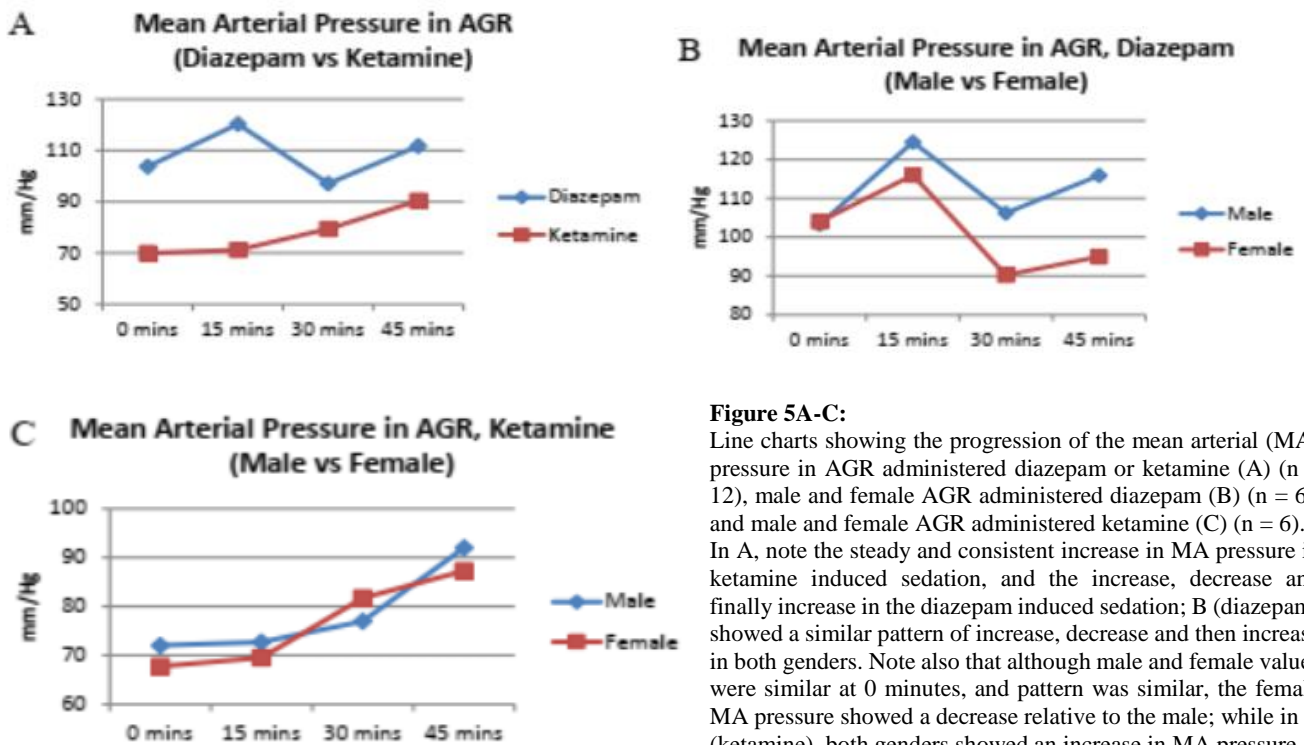 A
Mean Arterial Pressure in AGR
(Diazepam vs Ketamine)
130
110
90
70
50
mm/Hg
0 mins 15 mins 30 mins 45 mins
Diazepam
Ketamine
B
Mean Arterial Pressure in AGR, Diazepam
(Male vs Female)
130
120
110
100
90
80
mm/Hg
0 mins 15 mins 30 mins 45 mins
Male
Female
C
Mean Arterial Pressure in AGR, Ketamine
(Male vs Female)
100
90
80
70
60
mm/Hg
0 mins 15 mins 30 mins 45 mins
Male
Female
Figure 5A-C:
Line charts showing the progression of the mean arterial (MA
pressure in AGR administered diazepam or ketamine (A) (n
12), male and female AGR administered diazepam (B) (n = 6
and male and female AGR administered ketamine (C) (n = 6).
In A, note the steady and consistent increase in MA pressure i
ketamine induced sedation, and the increase, decrease an
finally increase in the diazepam induced sedation; B (diazepam
showed a similar pattern of increase, decrease and then increas
in both genders. Note also that although male and female value
were similar at 0 minutes, and pattern was similar, the femal
MA pressure showed a decrease relative to the male; while in
(ketamine), both genders showed an increase in MA pressure